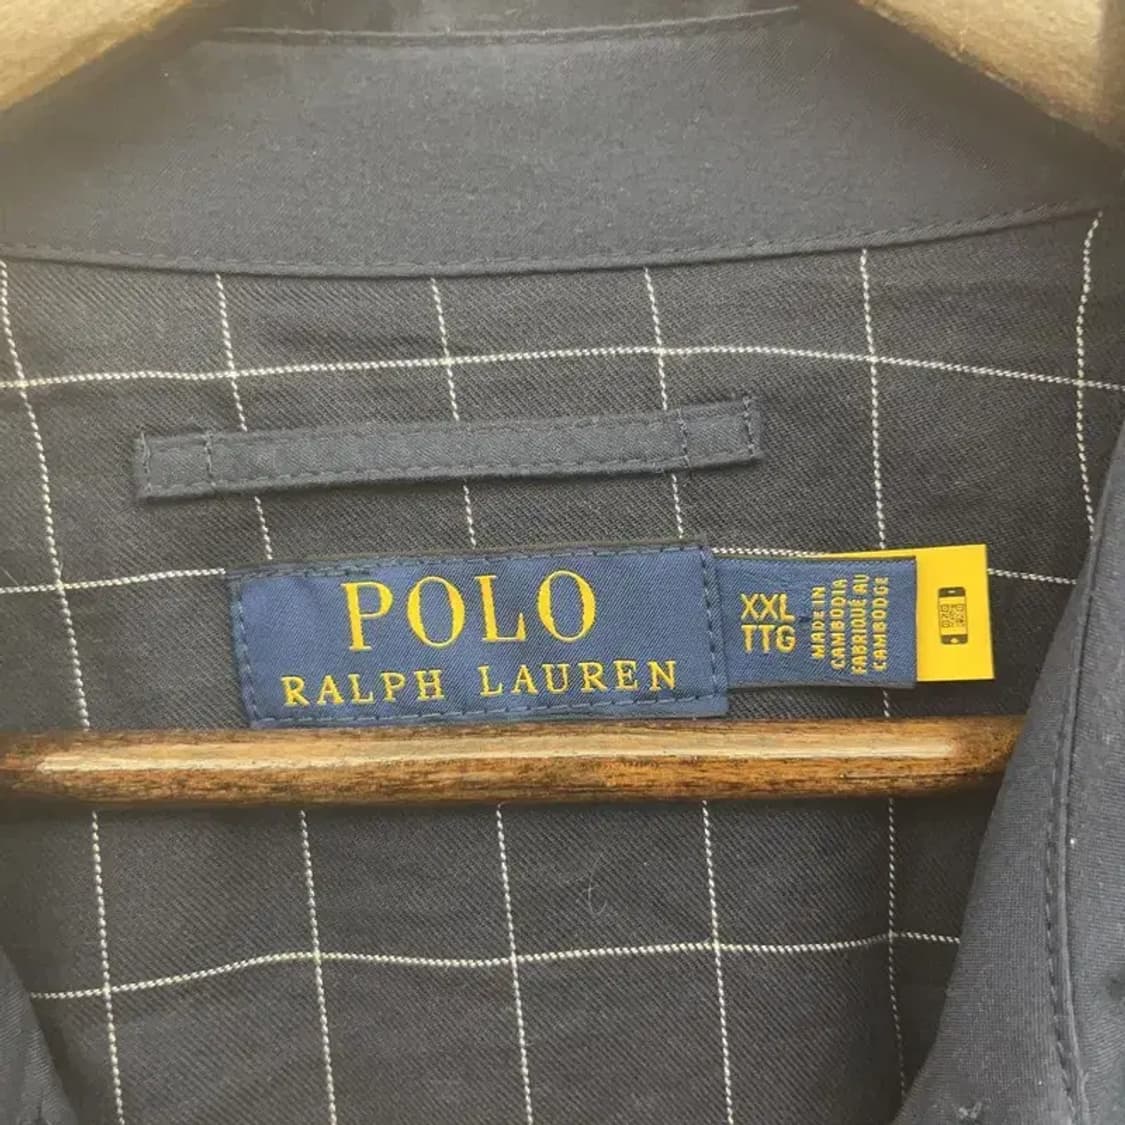 POLO
RALPH LAUREN
XXL
TTG
MADE IN
CAMBODIA
FABRIQUÉ AU
CAMBODGE